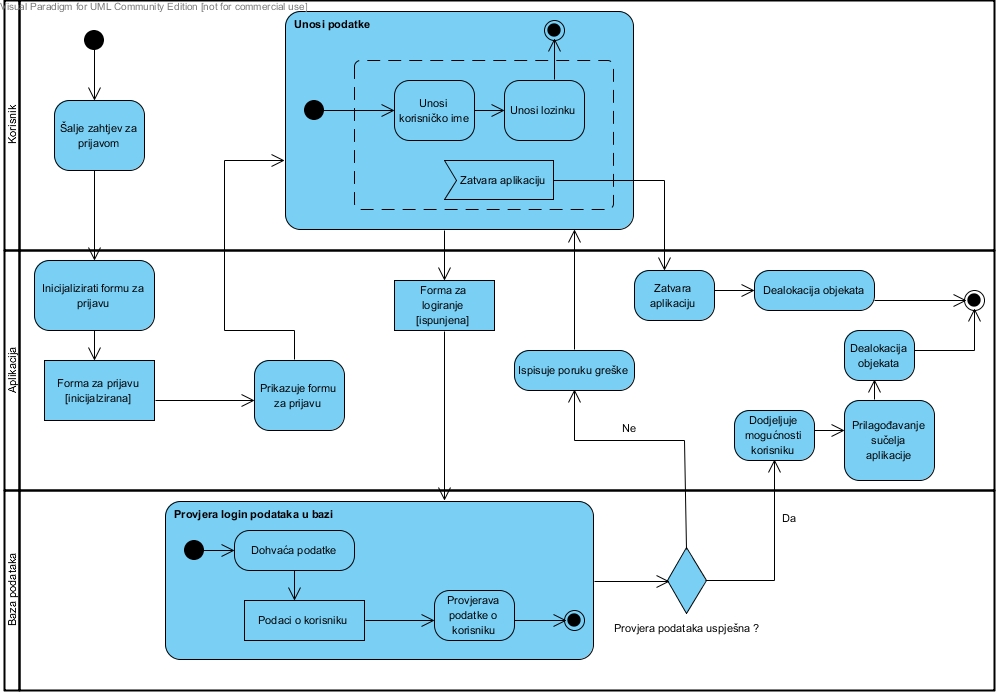 Visual Paradigm for UML Community Edition [not for commercial use]
Korisnik
Šalje zahtjev za
prijavom
Unosi podatke
Unosi
korisničko ime
Unosi lozinku
Zatvara aplikaciju
Aplikacija
Inicijalizirati formu za
prijavu
Forma za prijavu
[inicijalzirana]
Prikazuje formu
za prijavu
Forma za
logiranje
[ispunjena]
Ispisuje poruku greške
Ne
Zatvara
aplikaciju
Dealokacija objekata
Dealokacija
objekata
Dodjeljuje
mogućnosti
korisniku
Prilagođavanje
sučelja
aplikacije
Baza podataka
Provjera login podataka u bazi
Dohvaća podatke
Podaci o korisniku
Provjerava
podatke o
korisniku
Da
Provjera podataka uspješna ?